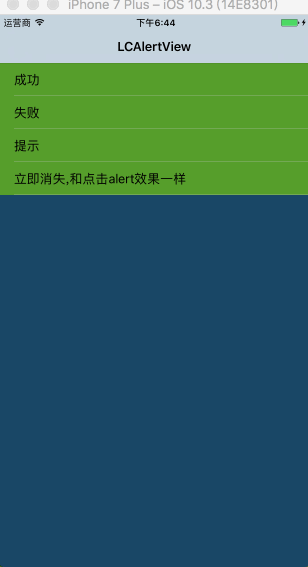 iPhone 7 Plus – iOS 10.3 (14E8301)
运营商 下午6:44
LCAlertView
成功
失败
提示
立即消失,和点击alert效果一样